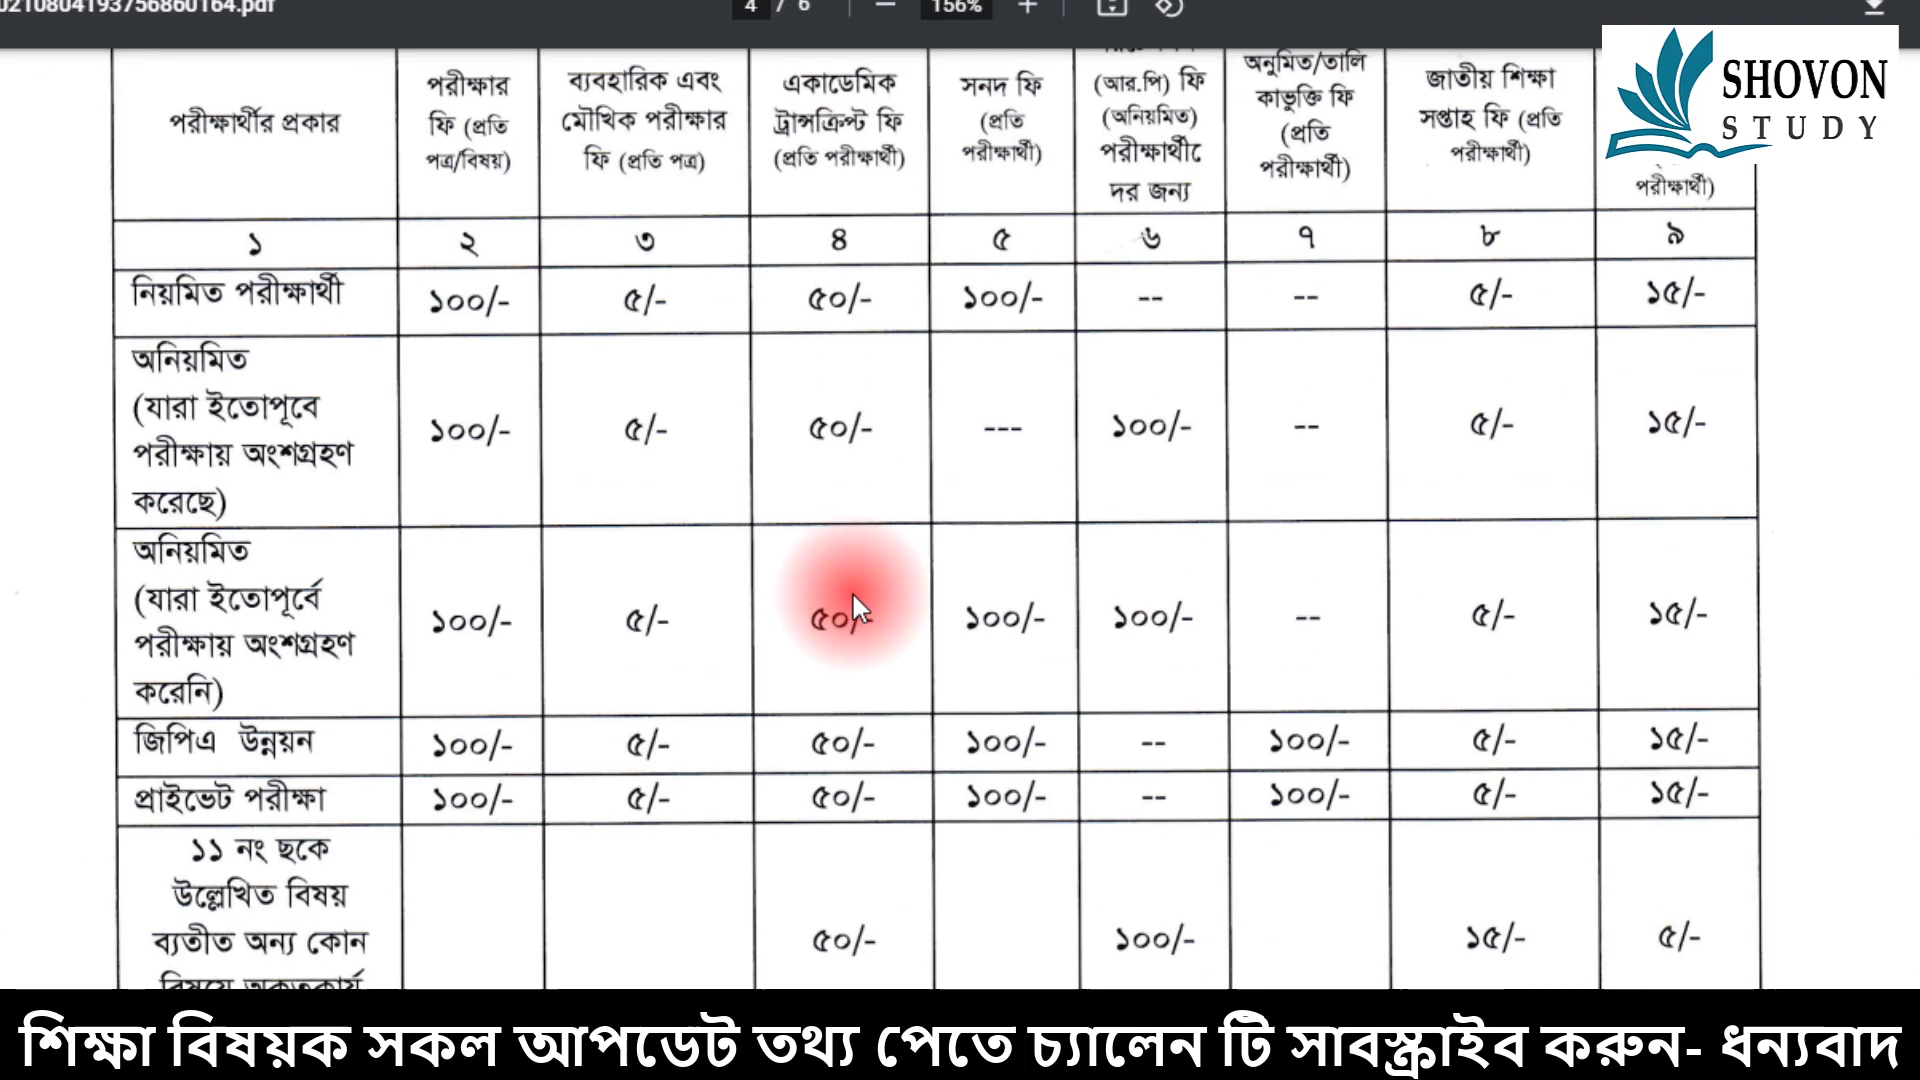 0210804193756860164.pdf
4 / 6
156%
SHOVON
STUDY
পরীক্ষার্থীর প্রকার
পরীক্ষার
ফি (প্রতি
পত্র/বিষয়)
ব্যবহারিক এবং
মৌখিক পরীক্ষার
ফি (প্রতি পত্র)
একাডেমিক
ট্রান্সক্রিপ্ট ফি
(প্রতি পরীক্ষার্থী)
সনদ ফি
(প্রতি
পরীক্ষার্থী)
(আর.পি) ফি
(অনিয়মিত)
পরীক্ষার্থীে
দর জন্য
অনুমিত/তালি
কাভুক্তি ফি
(প্রতি
পরীক্ষার্থী)
জাতীয় শিক্ষা
সপ্তাহ ফি (প্রতি
পরীক্ষার্থী)
পরীক্ষার্থী)
১ ২ ৩ ৪ ৫ ৬ ৭ ৮ ৯
নিয়মিত পরীক্ষার্থী ১০০/- ৫/- ৫০/- ১০০/- -- -- ৫/- ১৫/-
অনিয়মিত
(যারা ইতোপূবে
পরীক্ষায় অংশগ্রহণ
করেছে)
১০০/- ৫/- ৫০/- --- ১০০/- -- ৫/- ১৫/-
অনিয়মিত
(যারা ইতোপূর্বে
পরীক্ষায় অংশগ্রহণ
করেনি)
১০০/- ৫/- ৫০/- ১০০/- ১০০/- -- ৫/- ১৫/-
জিপিএ উন্নয়ন ১০০/- ৫/- ৫০/- ১০০/- -- ১০০/- ৫/- ১৫/-
প্রাইভেট পরীক্ষা ১০০/- ৫/- ৫০/- ১০০/- -- ১০০/- ৫/- ১৫/-
১১ নং ছকে
উল্লেখিত বিষয়
ব্যতীত অন্য কোন
বিষয়ে অকৃতকার্য
৫০/- ১০০/- ১৫/- ৫/-
শিক্ষা বিষয়ক সকল আপডেট তথ্য পেতে চ্যালেন টি সাবস্ক্রাইব করুন- ধন্যবাদ